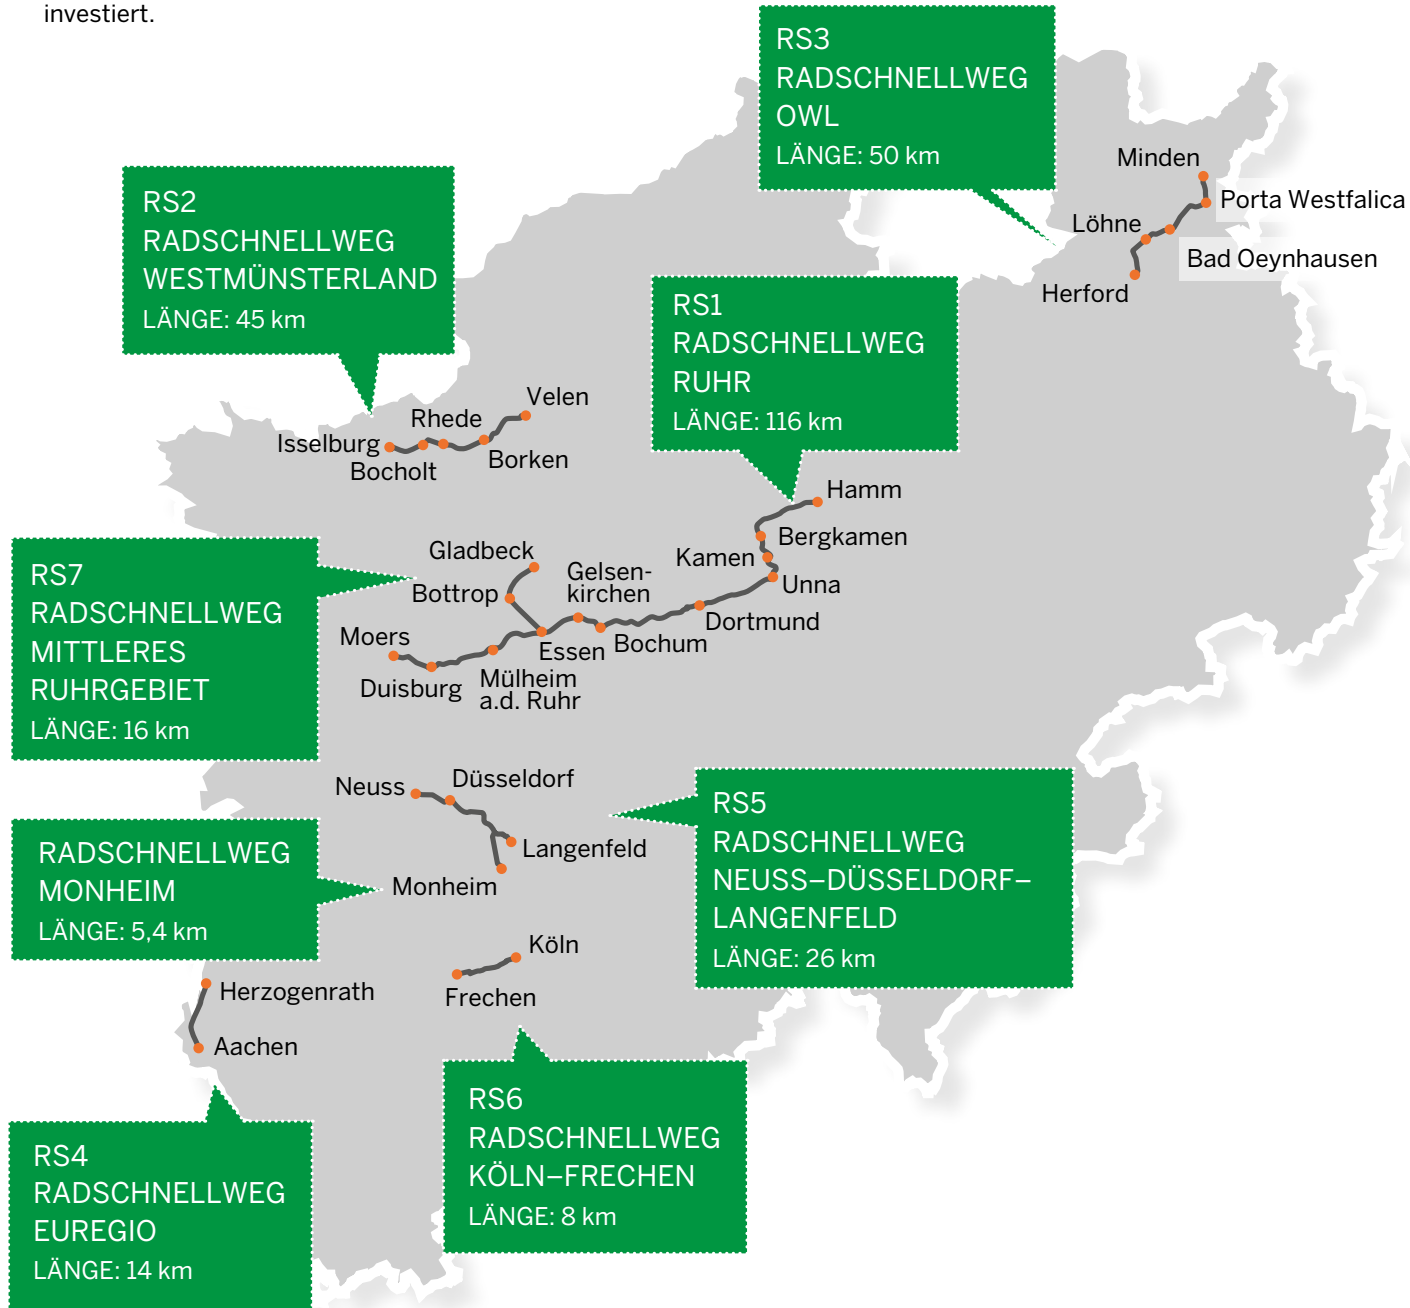 investiert.
RS3
RADSCHNELLWEG
OWL
LÄNGE: 50 km
Minden
Porta Westfalica
Löhne
Bad Oeynhausen
Herford
RS2
RADSCHNELLWEG
WESTMÜNSTERLAND
LÄNGE: 45 km
RS1
RADSCHNELLWEG
RUHR
LÄNGE: 116 km
Velen
Rhede
Isselburg
Bocholt
Borken
Hamm
Bergkamen
Kamen
Unna
Gladbeck
Bottrop
Gelsen-
kirchen
Dortmund
Moers
Essen
Bochum
Duisburg
Mülheim
a.d. Ruhr
RS7
RADSCHNELLWEG
MITTLERES
RUHRGEBIET
LÄNGE: 16 km
Neuss
Düsseldorf
Langenfeld
Monheim
RS5
RADSCHNELLWEG
NEUSS–DÜSSELDORF–
LANGENFELD
LÄNGE: 26 km
RADSCHNELLWEG
MONHEIM
LÄNGE: 5,4 km
Köln
Frechen
Herzogenrath
Aachen
RS6
RADSCHNELLWEG
KÖLN–FRECHEN
LÄNGE: 8 km
RS4
RADSCHNELLWEG
EUREGIO
LÄNGE: 14 km